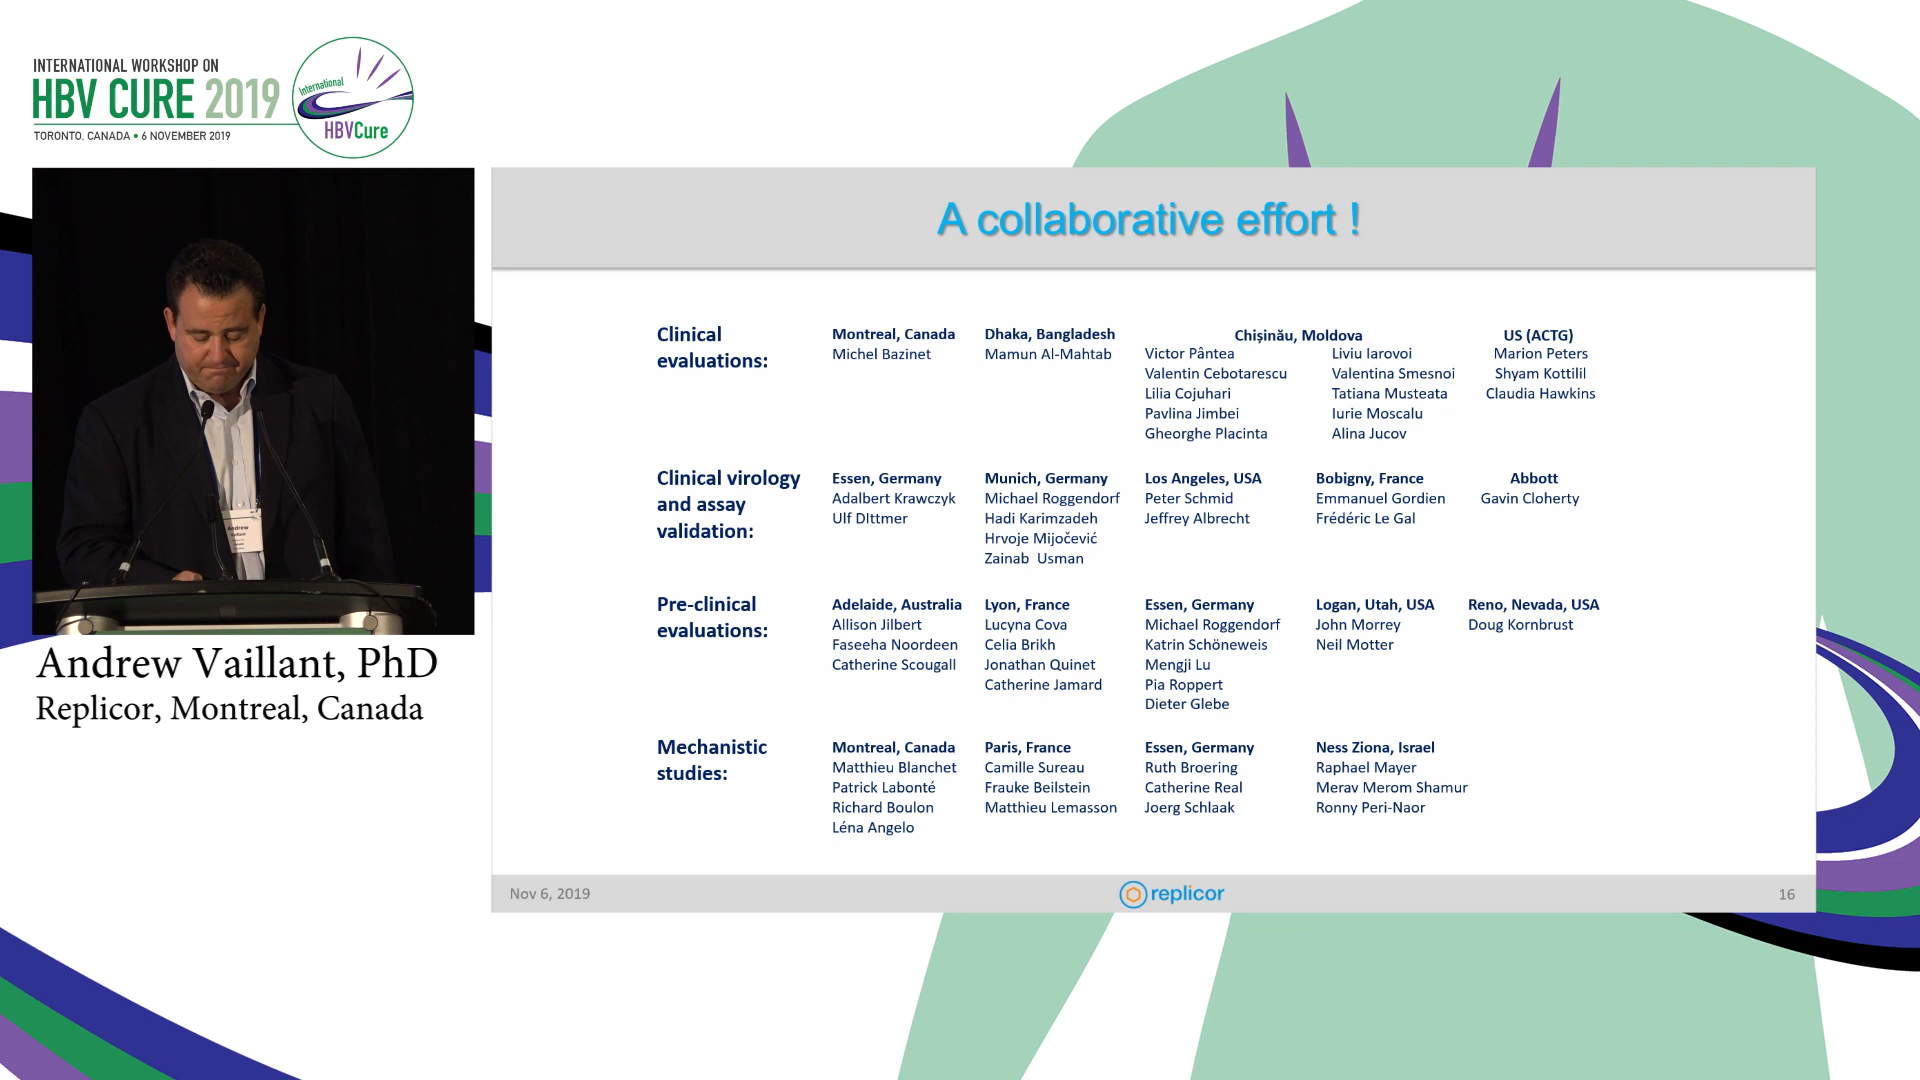 INTERNATIONAL WORKSHOP ON
HBV CURE 2019
TORONTO, CANADA • 6 NOVEMBER 2019
International
HBVCure
Andrew
Vaillant
Andrew Vaillant, PhD
Replicor, Montreal, Canada
A collaborative effort !
Clinical
evaluations:
Montreal, Canada
Michel Bazinet
Dhaka, Bangladesh
Mamun Al-Mahtab
Chişinău, Moldova
Victor Pântea
Valentin Cebotarescu
Lilia Cojuhari
Pavlina Jimbei
Gheorghe Placinta
Liviu Iarovoi
Valentina Smesnoi
Tatiana Musteata
Iurie Moscalu
Alina Jucov
US (ACTG)
Marion Peters
Shyam Kottilil
Claudia Hawkins
Clinical virology
and assay
validation:
Essen, Germany
Adalbert Krawczyk
Ulf DIttmer
Munich, Germany
Michael Roggendorf
Hadi Karimzadeh
Hrvoje Mijočević
Zainab Usman
Los Angeles, USA
Peter Schmid
Jeffrey Albrecht
Bobigny, France
Emmanuel Gordien
Frédéric Le Gal
Abbott
Gavin Cloherty
Pre-clinical
evaluations:
Adelaide, Australia
Allison Jilbert
Faseeha Noordeen
Catherine Scougall
Lyon, France
Lucyna Cova
Celia Brikh
Jonathan Quinet
Catherine Jamard
Essen, Germany
Michael Roggendorf
Katrin Schöneweis
Mengji Lu
Pia Roppert
Dieter Glebe
Logan, Utah, USA
John Morrey
Neil Motter
Reno, Nevada, USA
Doug Kornbrust
Mechanistic
studies:
Montreal, Canada
Matthieu Blanchet
Patrick Labonté
Richard Boulon
Léna Angelo
Paris, France
Camille Sureau
Frauke Beilstein
Matthieu Lemasson
Essen, Germany
Ruth Broering
Catherine Real
Joerg Schlaak
Ness Ziona, Israel
Raphael Mayer
Merav Merom Shamur
Ronny Peri-Naor
Nov 6, 2019
replicor
16